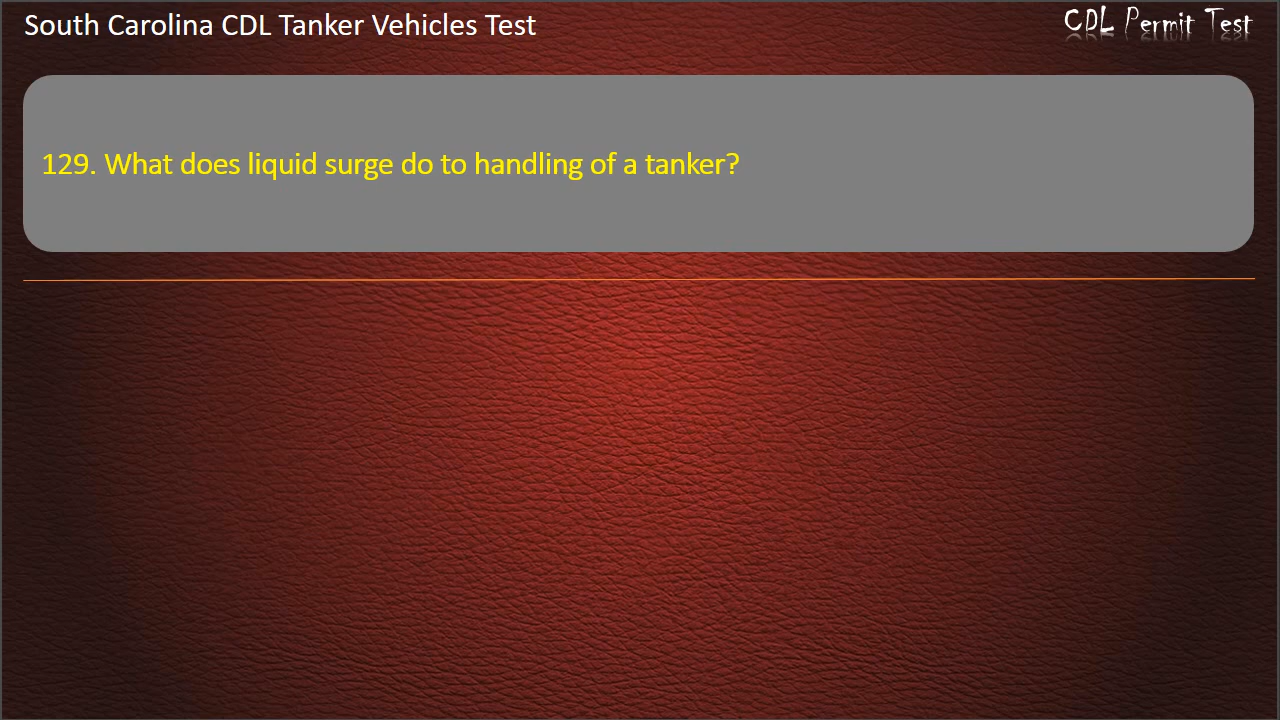 South Carolina CDL Tanker Vehicles Test
CDL Permit Test
129. What does liquid surge do to handling of a tanker?